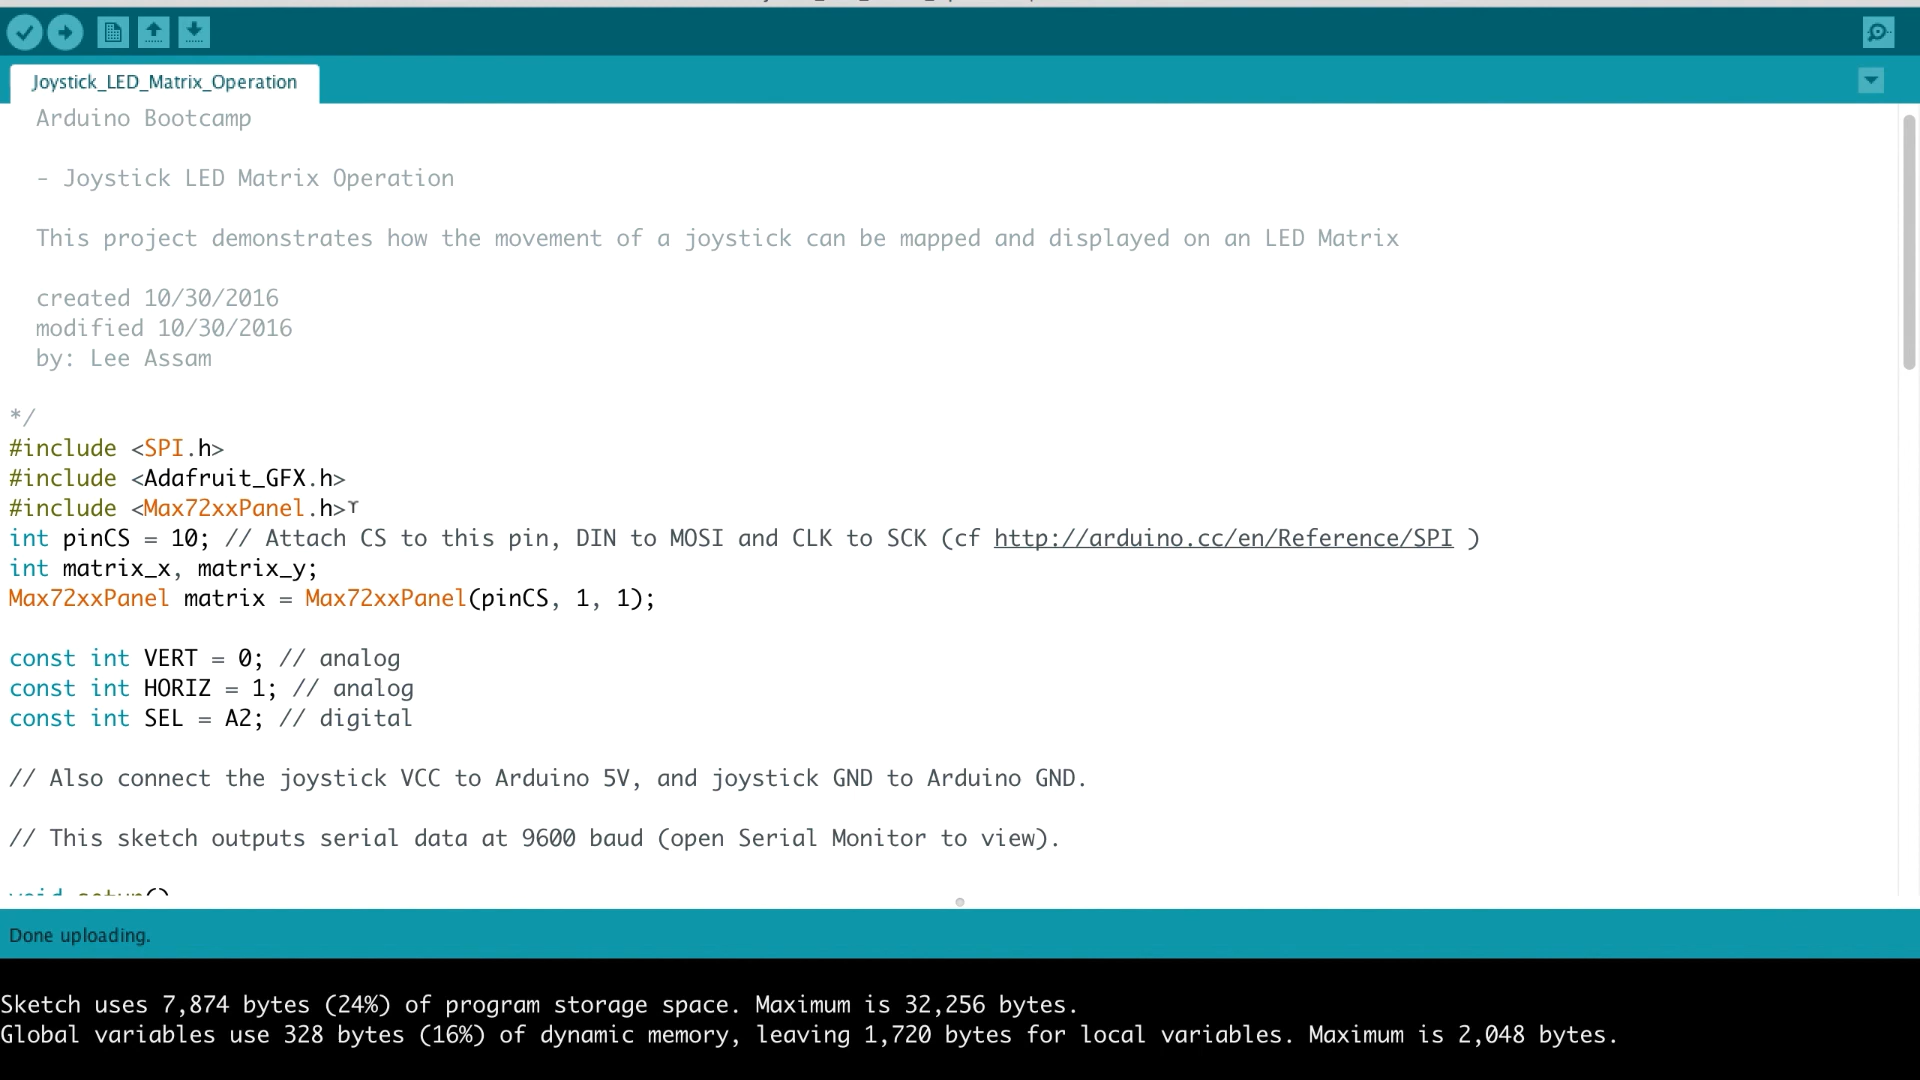 Joystick_LED_Matrix_Operation
Arduino Bootcamp
- Joystick LED Matrix Operation
This project demonstrates how the movement of a joystick can be mapped and displayed on an LED Matrix
created 10/30/2016
modified 10/30/2016
by: Lee Assam
*/
#include <SPI.h>
#include <Adafruit_GFX.h>
#include <Max72xxPanel.h>
int pinCS = 10; // Attach CS to this pin, DIN to MOSI and CLK to SCK (cf http://arduino.cc/en/Reference/SPI )
int matrix_x, matrix_y;
Max72xxPanel matrix = Max72xxPanel(pinCS, 1, 1);
const int VERT = 0; // analog
const int HORIZ = 1; // analog
const int SEL = A2; // digital
// Also connect the joystick VCC to Arduino 5V, and joystick GND to Arduino GND.
// This sketch outputs serial data at 9600 baud (open Serial Monitor to view).
void setup()
Done uploading.
Sketch uses 7,874 bytes (24%) of program storage space. Maximum is 32,256 bytes.
Global variables use 328 bytes (16%) of dynamic memory, leaving 1,720 bytes for local variables. Maximum is 2,048 bytes.